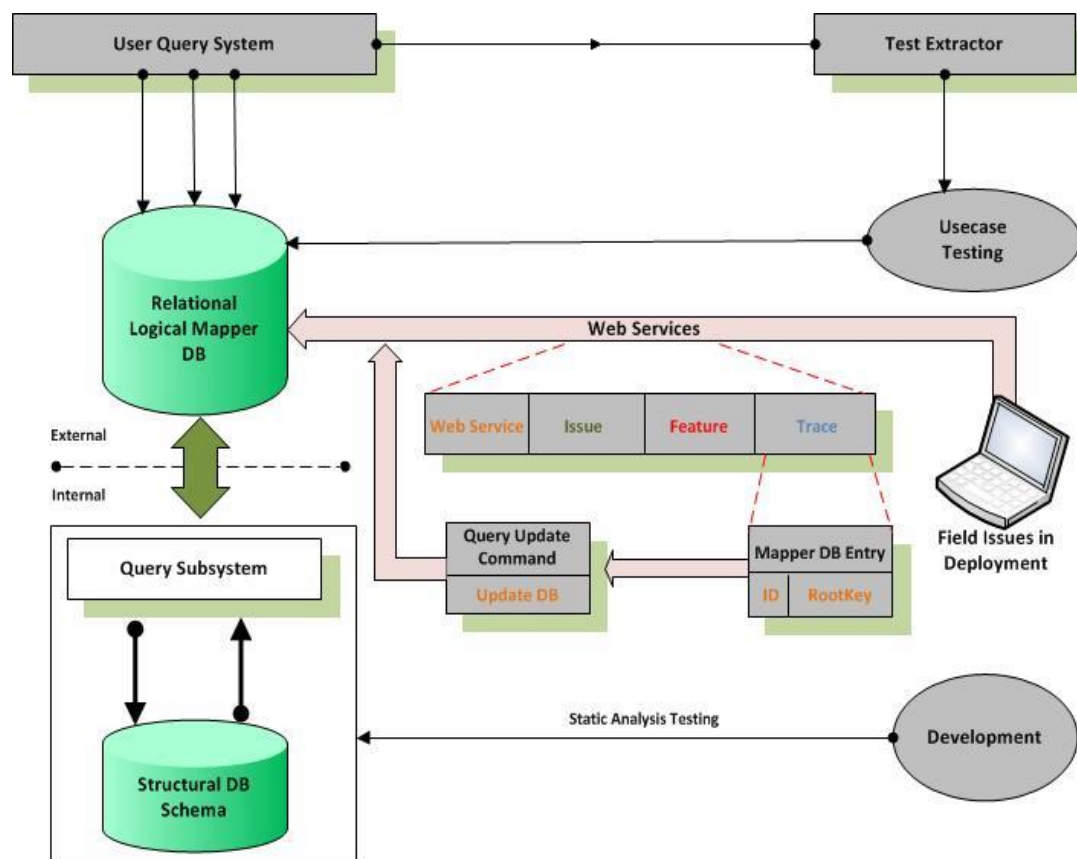 User Query System
Test Extractor
Usecase
Testing
Relational
Logical Mapper
DB
Web Services
Web Service
Issue
Feature
Trace
External
Internal
Query Update
Command
Update DB
Mapper DB Entry
ID
RootKey
Field Issues in
Deployment
Query Subsystem
Static Analysis Testing
Development
Structural DB
Schema